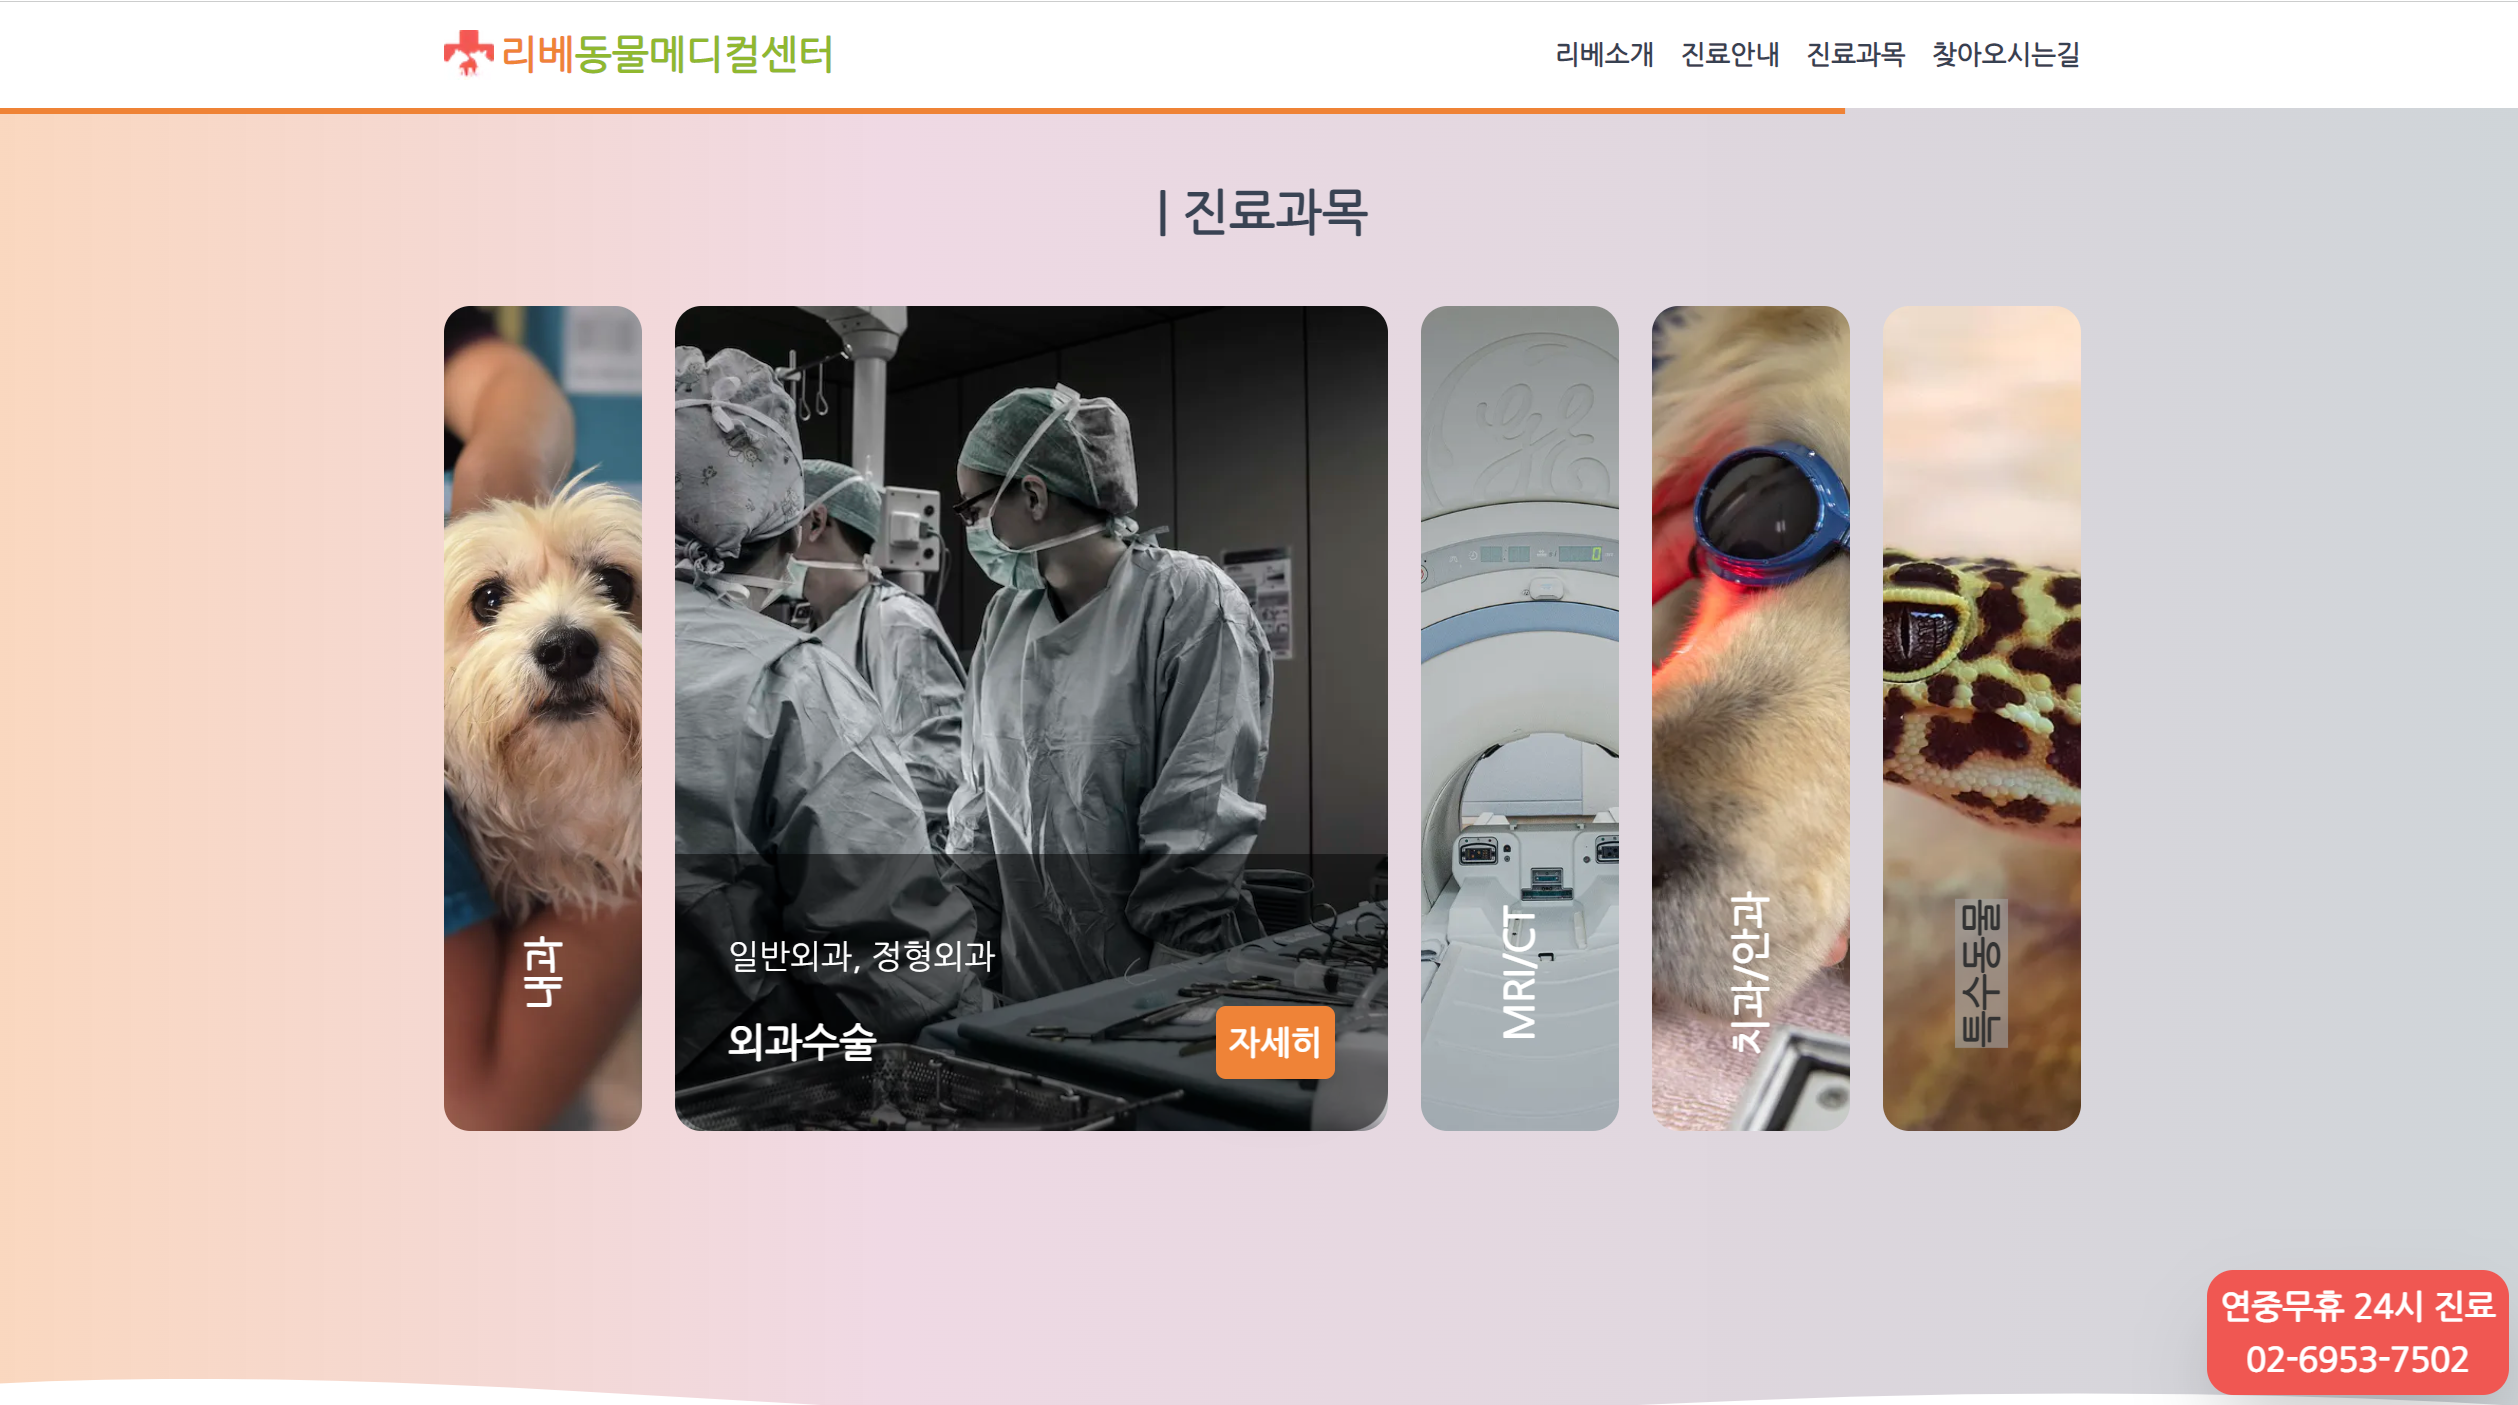 리베동물메디컬센터
리베소개 진료안내 진료과목 찾아오시는길
| 진료과목
내과
일반외과, 정형외과
외과수술
자세히
MRI/CT
치과/안과
특수동물
연중무휴 24시 진료
02-6953-7502